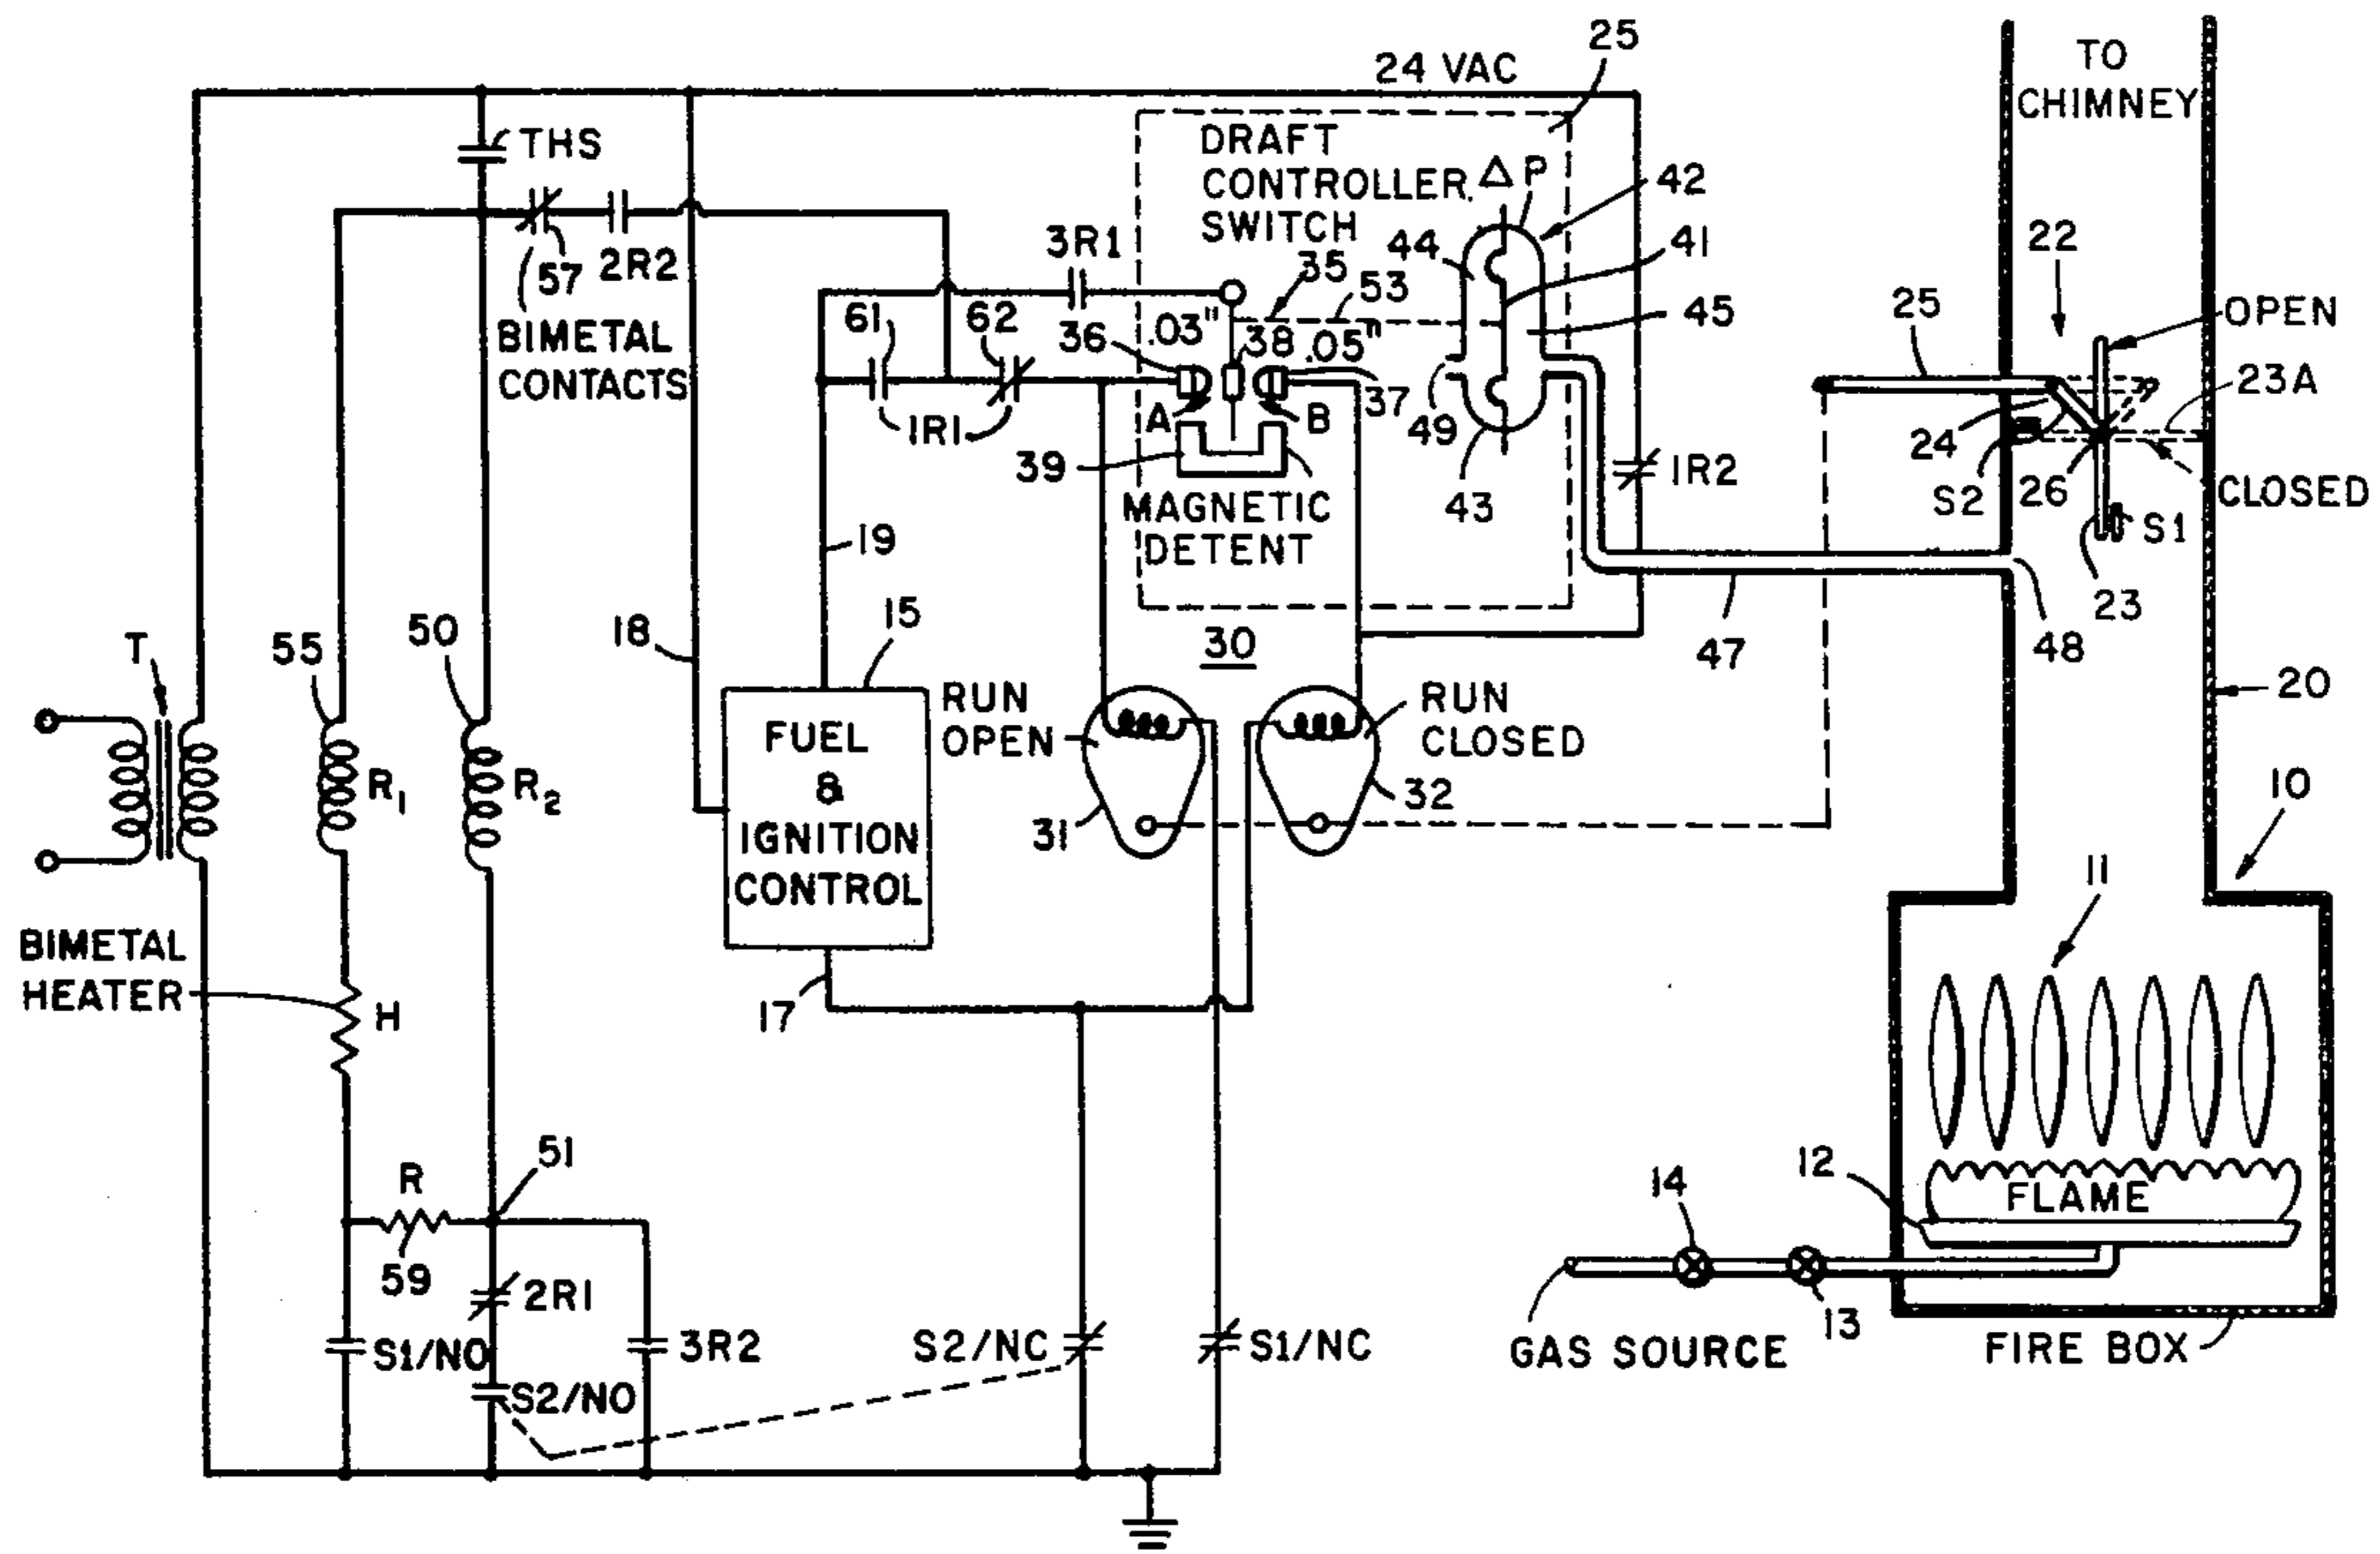 24 VAC
25
TO
CHIMNEY
THS
DRAFT
CONTROLLER
SWITCH
Δ P
42
22
57
2R2
3R1
44
41
35
53
45
25
OPEN
BIMETAL
CONTACTS
61
62
.03"
36
38
.05"
37
23A
A
B
1R1
49
24
39
43
1R2
S2
26
CLOSED
MAGNETIC
DETENT
S1
19
23
T
55
50
18
15
30
47
48
20
RUN
OPEN
RUN
CLOSED
FUEL
&
IGNITION
CONTROL
R1
R2
31
32
10
11
BIMETAL
HEATER
H
17
R
51
12
14
FLAME
59
2R1
13
S1/NO
3R2
S2/NC
S1/NC
GAS SOURCE
FIRE BOX
S2/NO